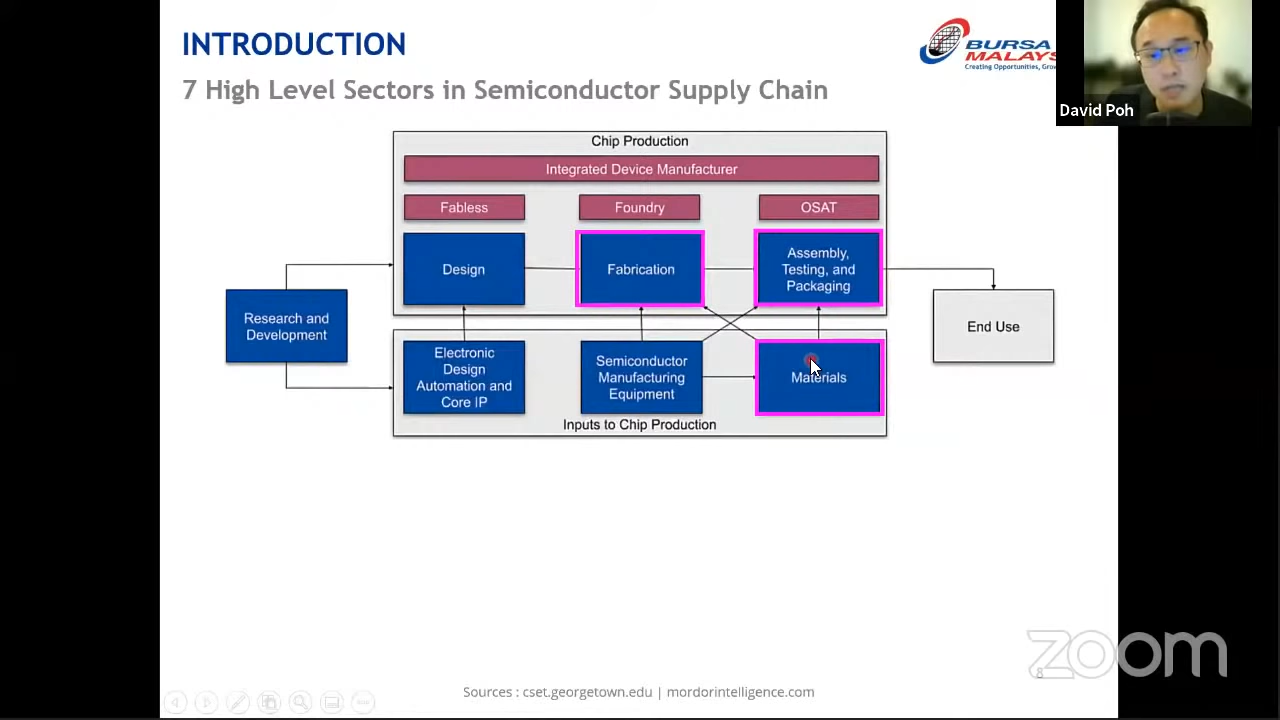 INTRODUCTION
BURSA
MALAYS
Creating Opportunities, Grow
David Poh
7 High Level Sectors in Semiconductor Supply Chain
Chip Production
Integrated Device Manufacturer
Fabless
Foundry
OSAT
Design
Fabrication
Assembly,
Testing, and
Packaging
Research and
Development
End Use
Electronic
Design
Automation and
Core IP
Semiconductor
Manufacturing
Equipment
Materials
Inputs to Chip Production
zoom
8
Sources : cset.georgetown.edu | mordorintelligence.com